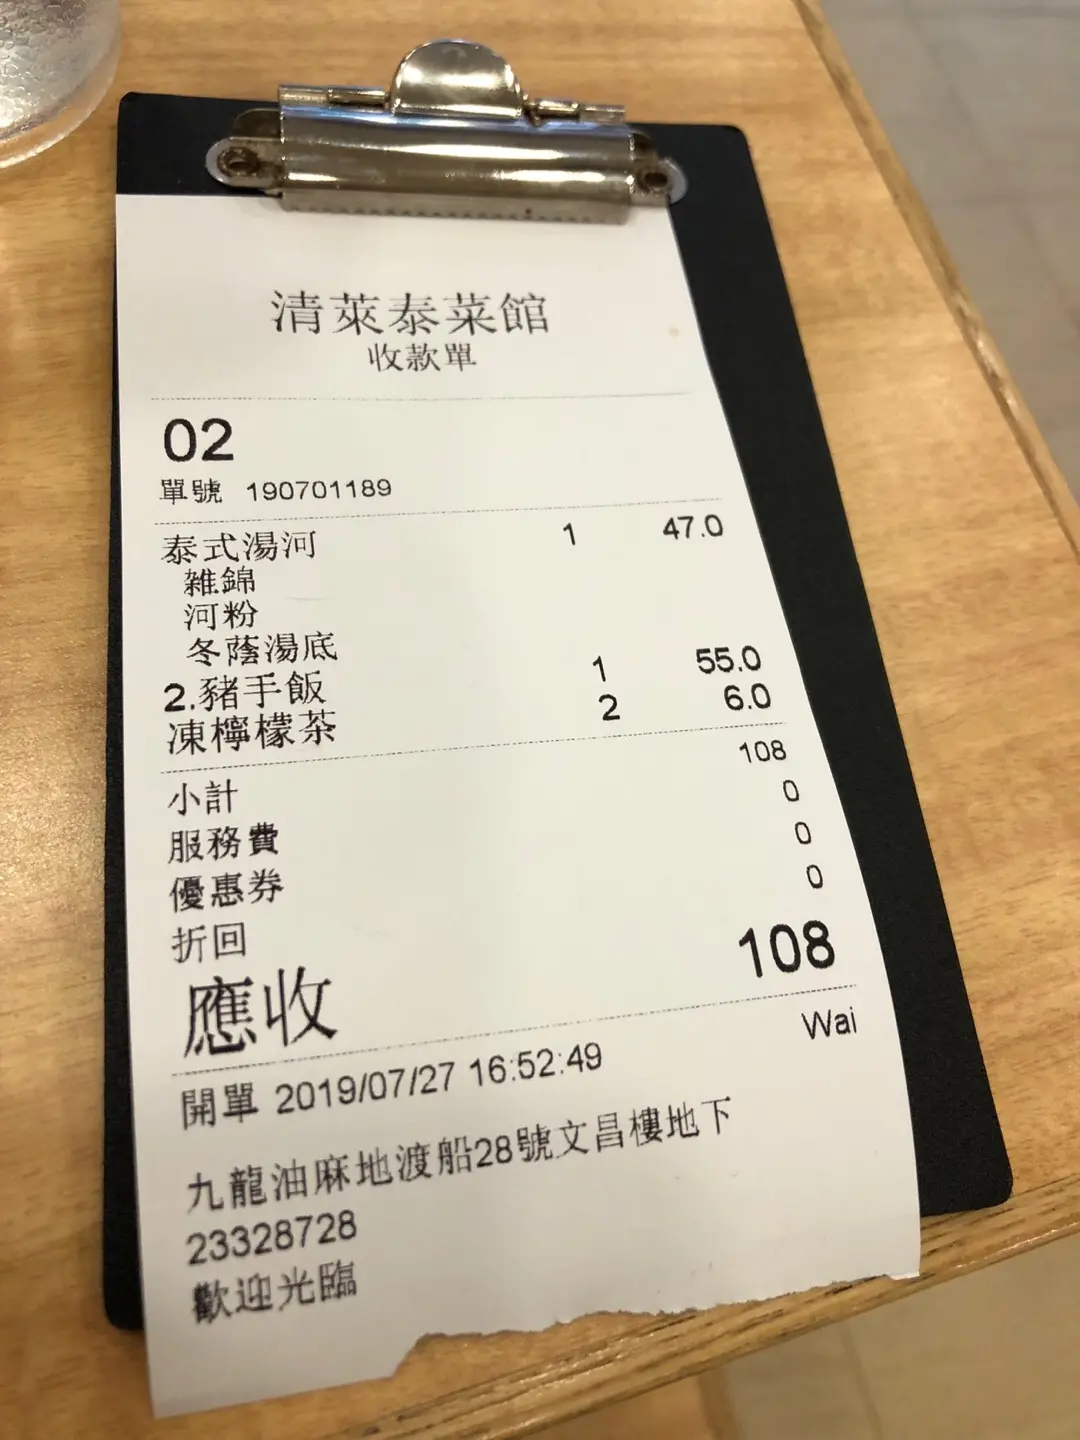 清萊泰菜館
收款單
02
單號 190701189
泰式湯河 1 47.0
雜錦
河粉
冬蔭湯底
2.豬手飯 1 55.0
凍檸檬茶 2 6.0
小計 108
服務費 0
優惠券 0
折回 0
應收 108
開單 2019/07/27 16:52:49 Wai
九龍油麻地渡船28號文昌樓地下
23328728
歡迎光臨